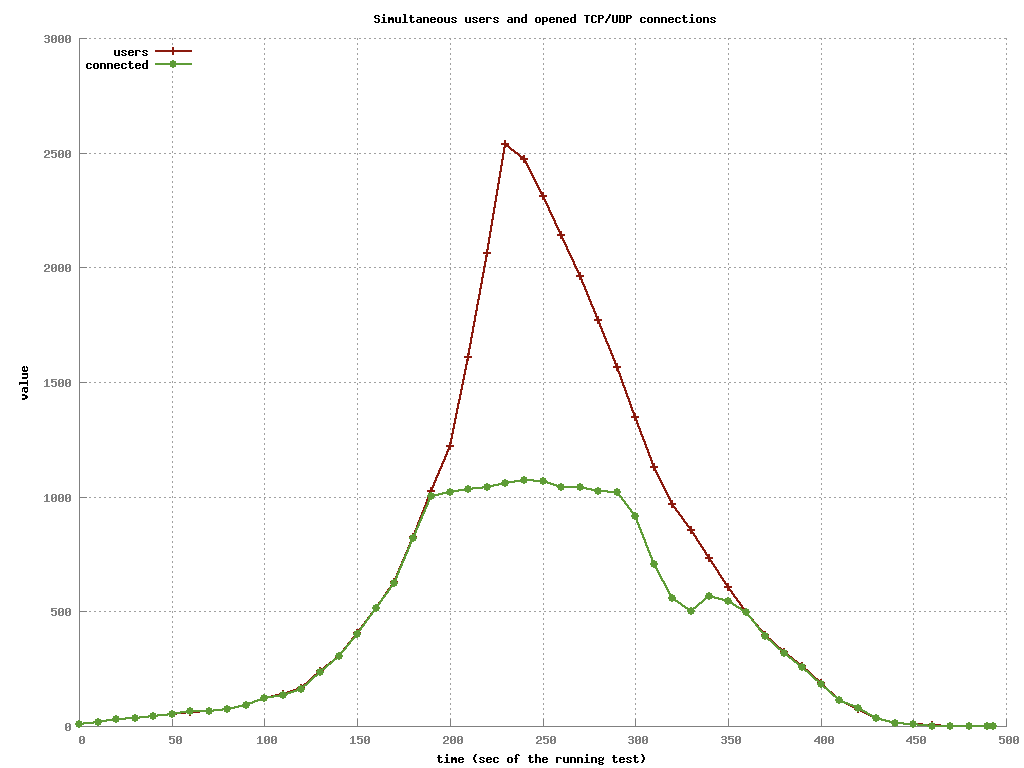 Simultaneous users and opened TCP/UDP connections
3000
users
connected
2500
2000
value
1500
1000
500
0
0 50 100 150 200 250 300 350 400 450 500
time (sec of the running test)